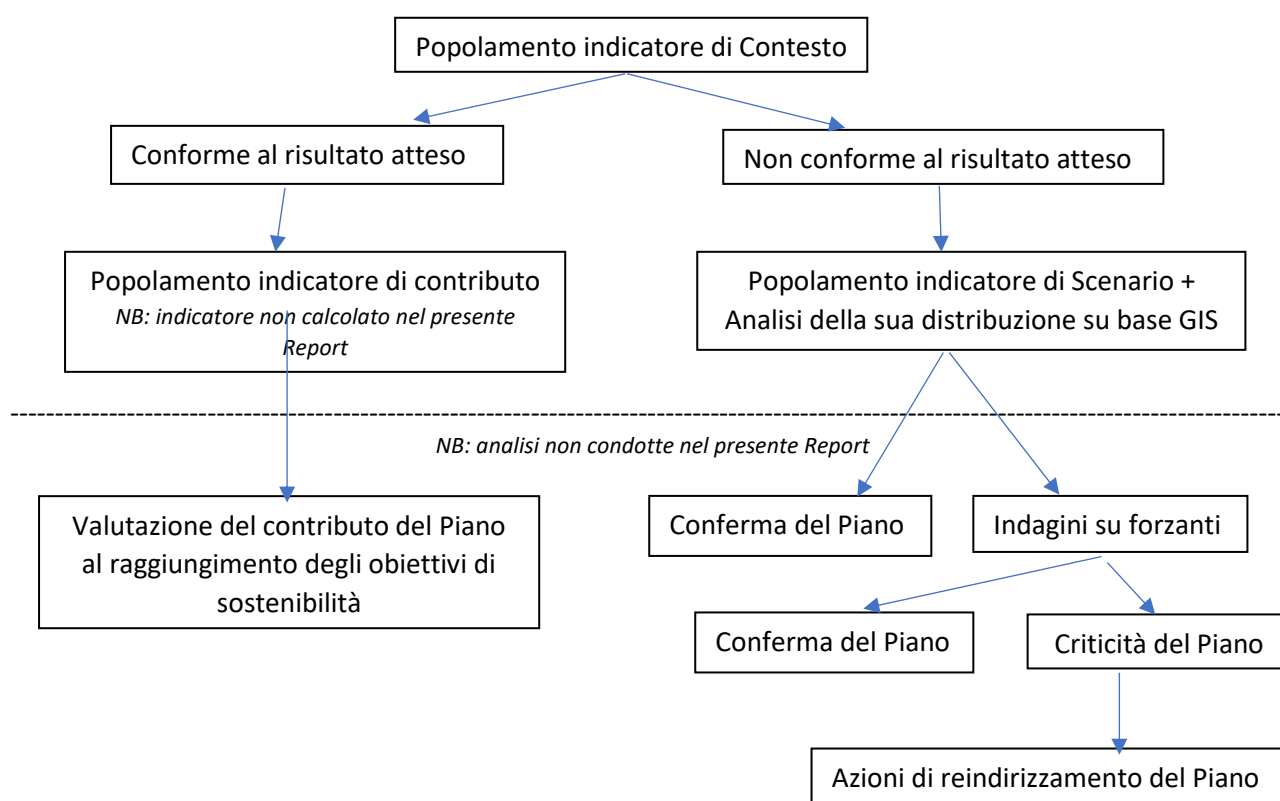 Popolamento indicatore di Contesto
Conforme al risultato atteso
Non conforme al risultato atteso
Popolamento indicatore di contributo
NB: indicatore non calcolato nel presente
Report
Popolamento indicatore di Scenario +
Analisi della sua distribuzione su base GIS
NB: analisi non condotte nel presente Report
Valutazione del contributo del Piano
al raggiungimento degli obiettivi di
sostenibilità
Conferma del Piano
Indagini su forzanti
Conferma del Piano
Criticità del Piano
Azioni di reindirizzamento del Piano